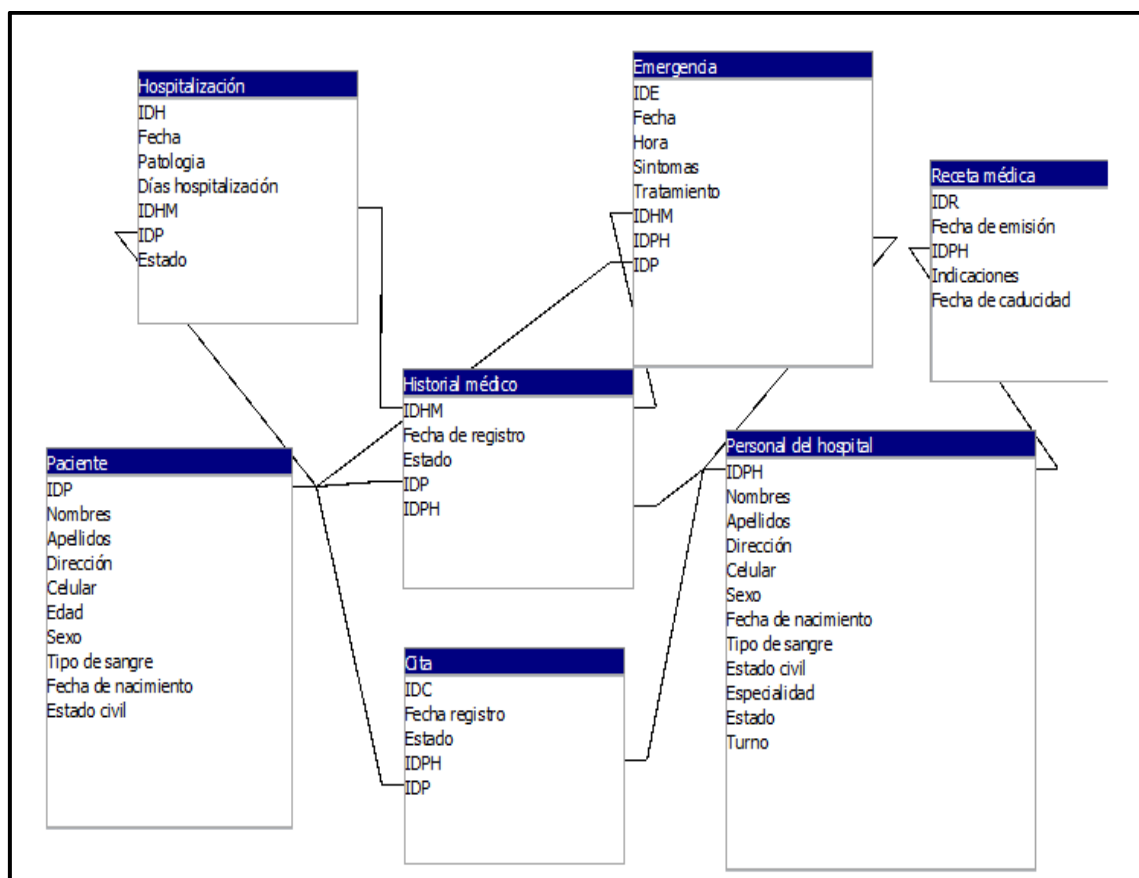 Hospitalización
IDH
Fecha
Patologia
Días hospitalización
IDHM
IDP
Estado
Emergencia
IDE
Fecha
Hora
Sintomas
Tratamiento
IDHM
IDPH
IDP
Receta médica
IDR
Fecha de emisión
IDPH
Indicaciones
Fecha de caducidad
Historial médico
IDHM
Fecha de registro
Estado
IDP
IDPH
Paciente
IDP
Nombres
Apellidos
Dirección
Celular
Edad
Sexo
Tipo de sangre
Fecha de nacimiento
Estado civil
Personal del hospital
IDPH
Nombres
Apellidos
Dirección
Celular
Sexo
Fecha de nacimiento
Tipo de sangre
Estado civil
Especialidad
Estado
Turno
Cita
IDC
Fecha registro
Estado
IDPH
IDP